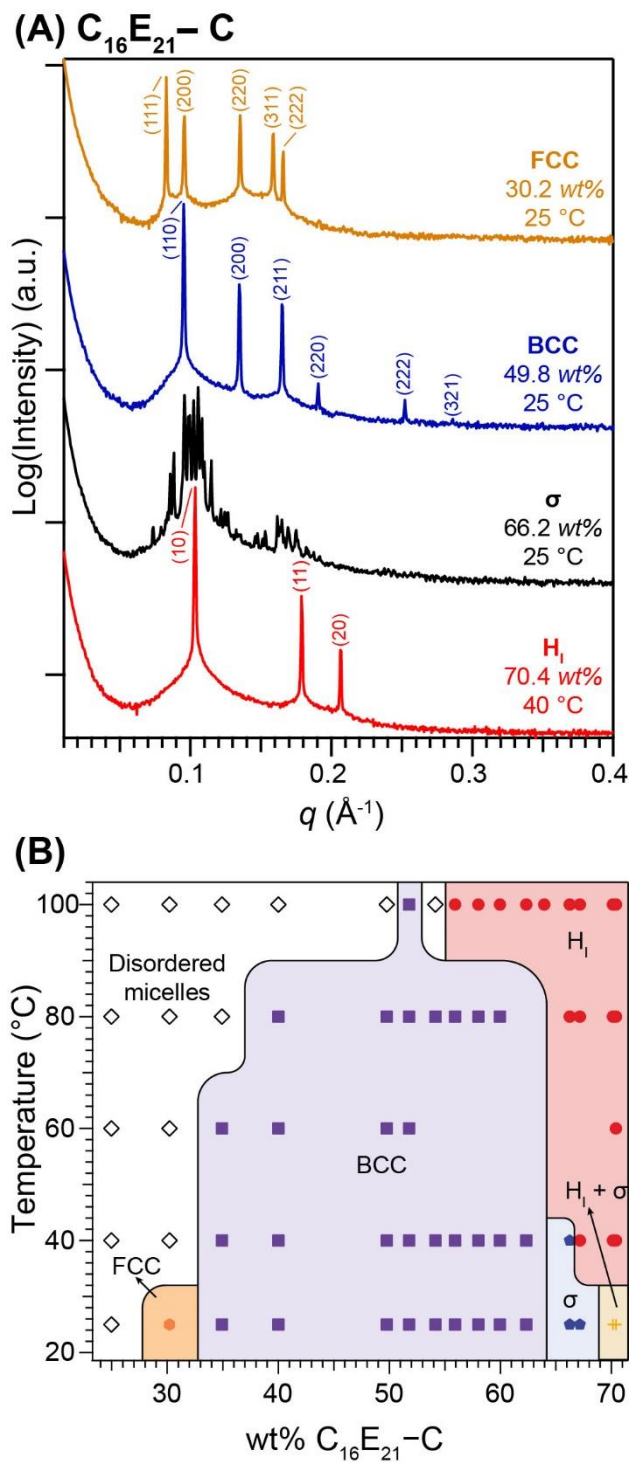 (A) C₁₆E₂₁– C
(111)
(200)
(220)
(311)
(222)
FCC
30.2 wt%
25 °C
(110)
(200)
(211)
(220)
(222)
(321)
BCC
49.8 wt%
25 °C
σ
66.2 wt%
25 °C
(10)
(11)
(20)
H_I
70.4 wt%
40 °C
Log(Intensity) (a.u.)
0.1 0.2 0.3 0.4
q (Å⁻¹)
(B)
100
80
60
40
20
Temperature (°C)
Disordered
micelles
H_I
BCC
H_I + σ
FCC
σ
30 40 50 60 70
wt% C₁₆E₂₁–C